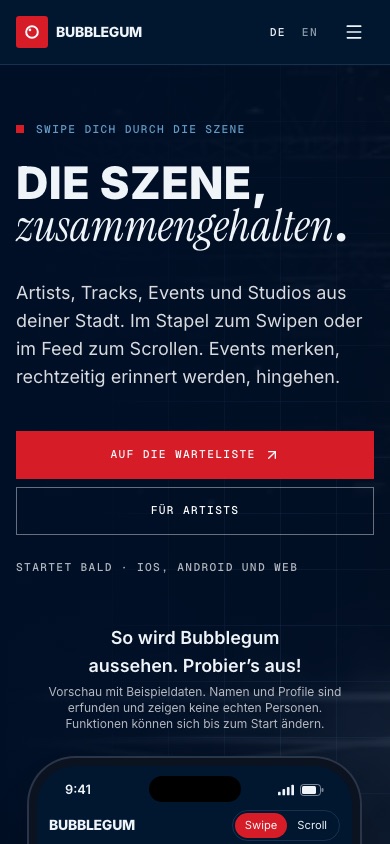 BUBBLEGUM
DE EN
SWIPE DICH DURCH DIE SZENE
DIE SZENE,
zusammengehalten.
Artists, Tracks, Events und Studios aus
deiner Stadt. Im Stapel zum Swipen oder
im Feed zum Scrollen. Events merken,
rechtzeitig erinnert werden, hingehen.
AUF DIE WARTELISTE
FÜR ARTISTS
STARTET BALD · IOS, ANDROID UND WEB
So wird Bubblegum
aussehen. Probier’s aus!
Vorschau mit Beispieldaten. Namen und Profile sind
erfunden und zeigen keine echten Personen.
Funktionen können sich bis zum Start ändern.
9:41
BUBBLEGUM
Swipe Scroll